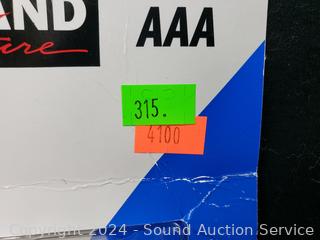 AND
AAA
315.
4100
Copyright 2024 - Sound Auction Service